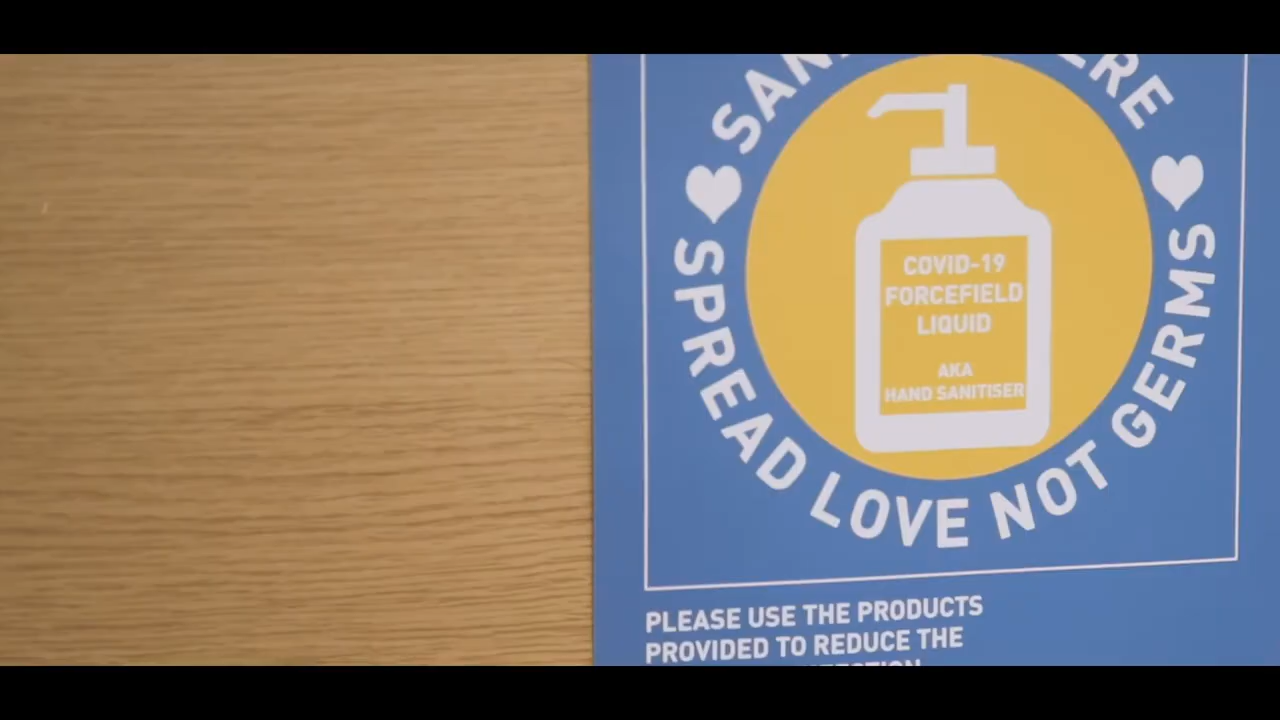 SPREAD LOVE NOT GERMS
COVID-19
FORCEFIELD
LIQUID
AKA
HAND SANITISER
PLEASE USE THE PRODUCTS
PROVIDED TO REDUCE THE